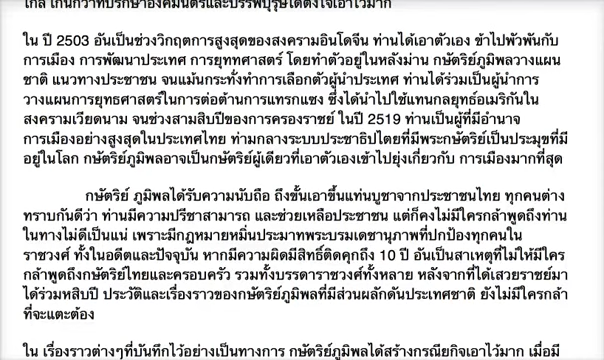 ไกล เกินกว่าที่ปรึกษาองคมนตรีและบรรพบุรุษได้ตั้งใจเอาไว้มาก
ใน ปี 2503 อันเป็นช่วงวิกฤตการสูงสุดของสงครามอินโดจีน ท่านได้เอาตัวเอง เข้าไปพัวพันกับ
การเมือง การพัฒนาประเทศ การยุททศาสตร์ โดยทำตัวอยู่ในหลังม่าน กษัตริย์ภูมิพลวางแผน
ชาติ แนวทางประชาชน จนแม้นกระทั่งทำการเลือกตัวผู้นำประเทศ ท่านได้ร่วมเป็นผู้นำการ
วางแผนการยุทธศาสตร์ในการต่อต้านการแทรกแซง ซึ่งได้นำไปใช้แทนกลยุทธ์อเมริกันใน
สงครามเวียดนาม จนช่วงสามสิบปีของการครองราชย์ ในปี 2519 ท่านเป็นผู้ที่มีอำนาจ
การเมืองอย่างสูงสุดในประเทศไทย ท่ามกลางระบบประชาธิปไตยที่มีพระกษัตริย์เป็นประมุขที่มี
อยู่ในโลก กษัตริย์ภูมิพลอาจเป็นกษัตริย์ผู้เดียวที่เอาตัวเองเข้าไปยุ่งเกี่ยวกับ การเมืองมากที่สุด
กษัตริย์ ภูมิพลได้รับความนับถือ ถึงขั้นเอาขึ้นแท่นบูชาจากประชาชนไทย ทุกคนต่าง
ทราบกันดีว่า ท่านมีความปรีชาสามารถ และช่วยเหลือประชาชน แต่ก็คงไม่มีใครกล้าพูดถึงท่าน
ในทางไม่ดีเป็นแน่ เพราะมีกฎหมายหมิ่นประมาทพระบรมเดชานุภาพที่ปกป้องทุกคนใน
ราชวงศ์ ทั้งในอดีตและปัจจุบัน หากมีความผิดมีสิทธิ์ติดคุกถึง 10 ปี อันเป็นสาเหตุที่ไม่ให้มีใคร
กล้าพูดถึงกษัตริย์ไทยและครอบครัว รวมทั้งบรรดาราชวงศ์ทั้งหลาย หลังจากที่ได้เสวยราชย์มา
ได้ร่วมหสิบปี ประวัติและเรื่องราวของกษัตริย์ภูมิพลที่มีส่วนผลักดันประเทศชาติ ยังไม่มีใครกล้า
ที่จะแตะต้อง
ใน เรื่องราวต่างๆที่บันทึกไว้อย่างเป็นทางการ กษัตริย์ภูมิพลได้สร้างกรณียกิจเอาไว้มาก เมื่อมี